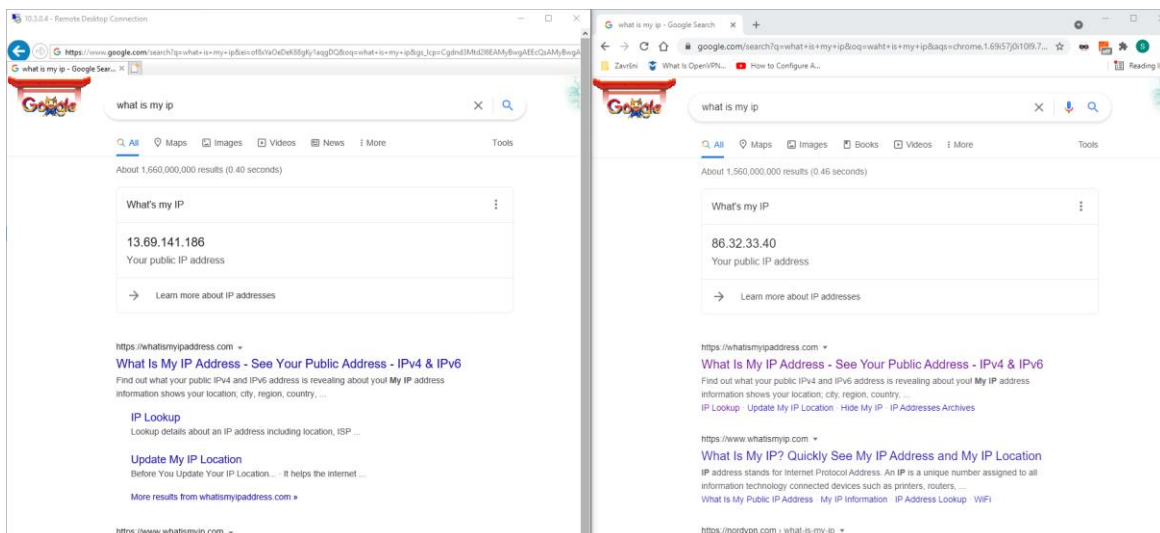 10.3.0.4 - Remote Desktop Connection
G what is my ip - Google Sear...
Google
what is my ip
All Maps Images Videos News More Tools
About 1,660,000,000 results (0.40 seconds)
What's my IP
13.69.141.186
Your public IP address
Learn more about IP addresses
https://whatismyipaddress.com
What Is My IP Address - See Your Public Address - IPv4 & IPv6
Find out what your public IPv4 and IPv6 address is revealing about you! My IP address
information shows your location; city, region, country, ...
IP Lookup
Lookup details about an IP address including location, ISP ...
Update My IP Location
Before You Update Your IP Location... · It helps the internet ...
More results from whatismyipaddress.com »
https://www.whatismyip.com
G what is my ip - Google Search
google.com/search?q=what+is+my+ip&oq=waht+is+my+ip&aqs=chrome.1.69i57j0i10l9.7...
S
Završni What Is OpenVPN... How to Configure A... Reading li
Google
what is my ip
All Maps Images Books Videos More Tools
About 1,560,000,000 results (0.46 seconds)
What's my IP
86.32.33.40
Your public IP address
Learn more about IP addresses
https://whatismyipaddress.com
What Is My IP Address - See Your Public Address - IPv4 & IPv6
Find out what your public IPv4 and IPv6 address is revealing about you! My IP address
information shows your location; city, region, country, ...
IP Lookup · Update My IP Location · Hide My IP · IP Addresses Archives
https://www.whatismyip.com
What Is My IP? Quickly See My IP Address and My IP Location
IP address stands for Internet Protocol Address. An IP is a unique number assigned to all
information technology connected devices such as printers, routers, ...
What Is My Public IP Address · My IP Information · IP Address Lookup · WiFi
https://nordvpn.com › what-is-my-ip